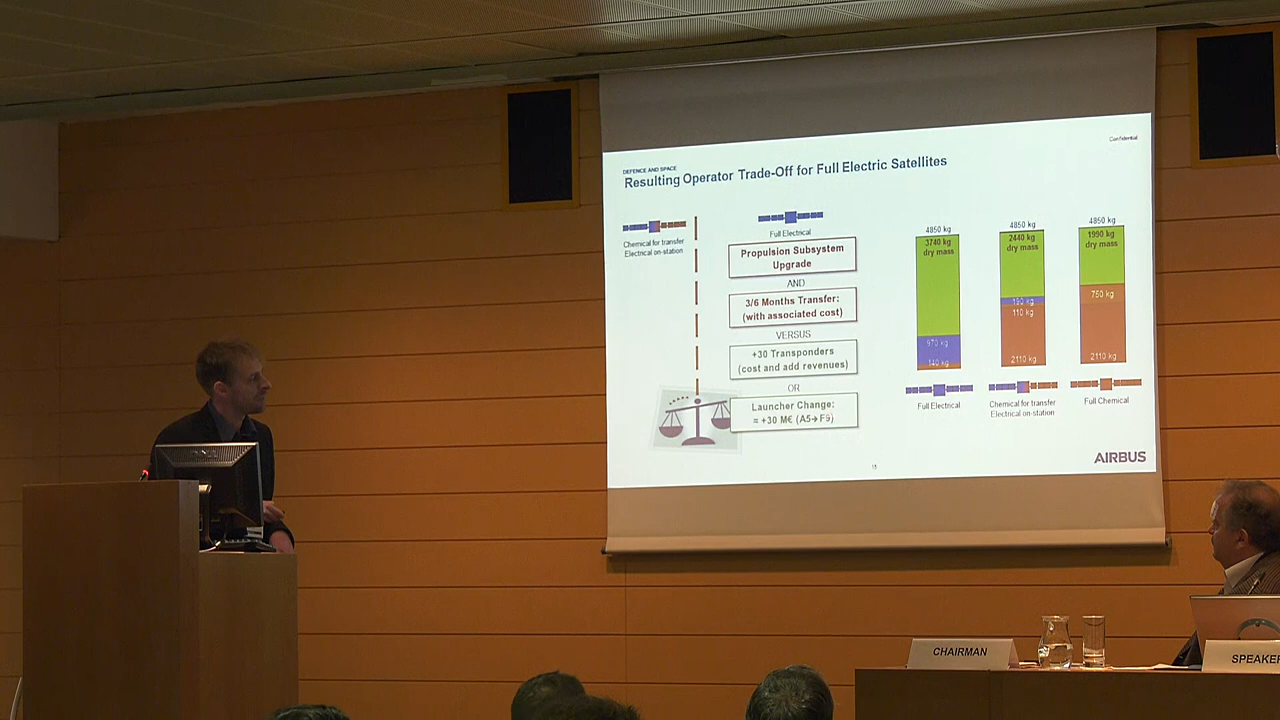 Confidential
DEFENCE AND SPACE
Resulting Operator Trade-Off for Full Electric Satellites
Chemical for transfer
Electrical on-station
Full Electrical
Propulsion Subsystem
Upgrade
AND
3/6 Months Transfer:
(with associated cost)
VERSUS
+30 Transponders
(cost and add revenues)
OR
Launcher Change:
≈ +30 M€ (A5→F9)
4850 kg
3740 kg
dry mass
970 kg
140 kg
Full Electrical
4850 kg
2440 kg
dry mass
190 kg
110 kg
2110 kg
Chemical for transfer
Electrical on-station
4850 kg
1990 kg
dry mass
750 kg
2110 kg
Full Chemical
AIRBUS
CHAIRMAN
SPEAKER